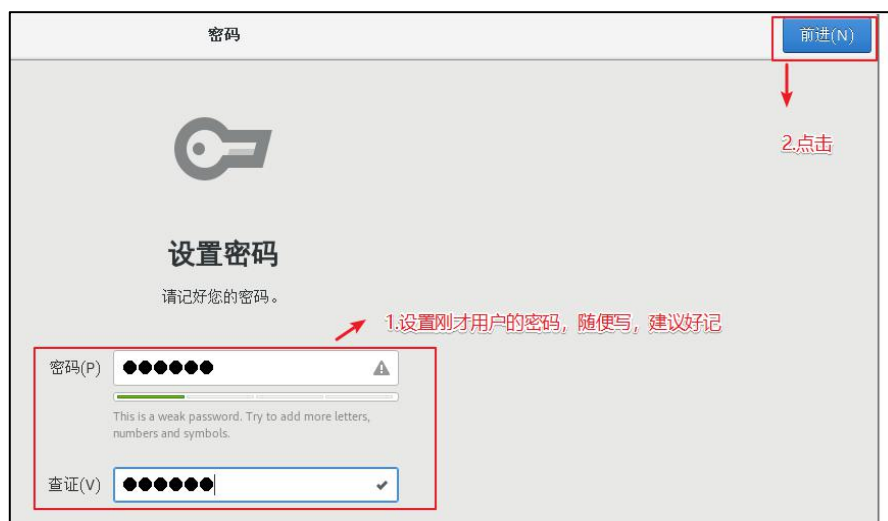 密码
前进(N)
2.点击
设置密码
请记好您的密码。
1.设置刚才用户的密码，随便写，建议好记
密码(P) ●●●●●●
This is a weak password. Try to add more letters,
numbers and symbols.
查证(V) ●●●●●●